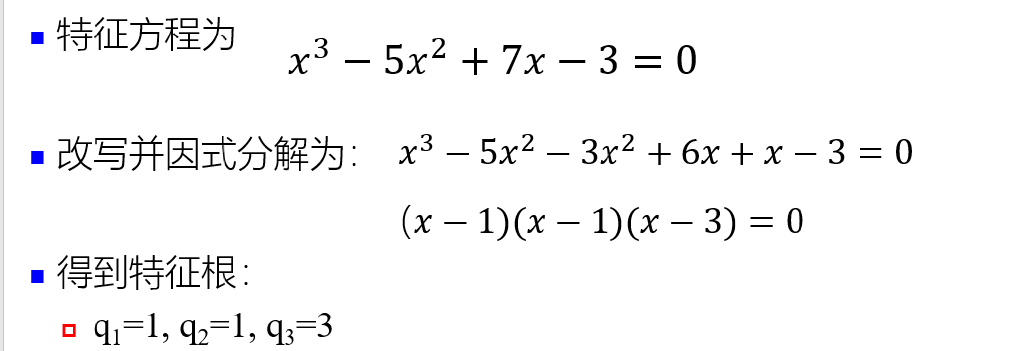 特征方程为
x³ − 5x² + 7x − 3 = 0
改写并因式分解为: x³ − 5x² − 3x² + 6x + x − 3 = 0
(x − 1)(x − 1)(x − 3) = 0
得到特征根:
q₁=1, q₂=1, q₃=3